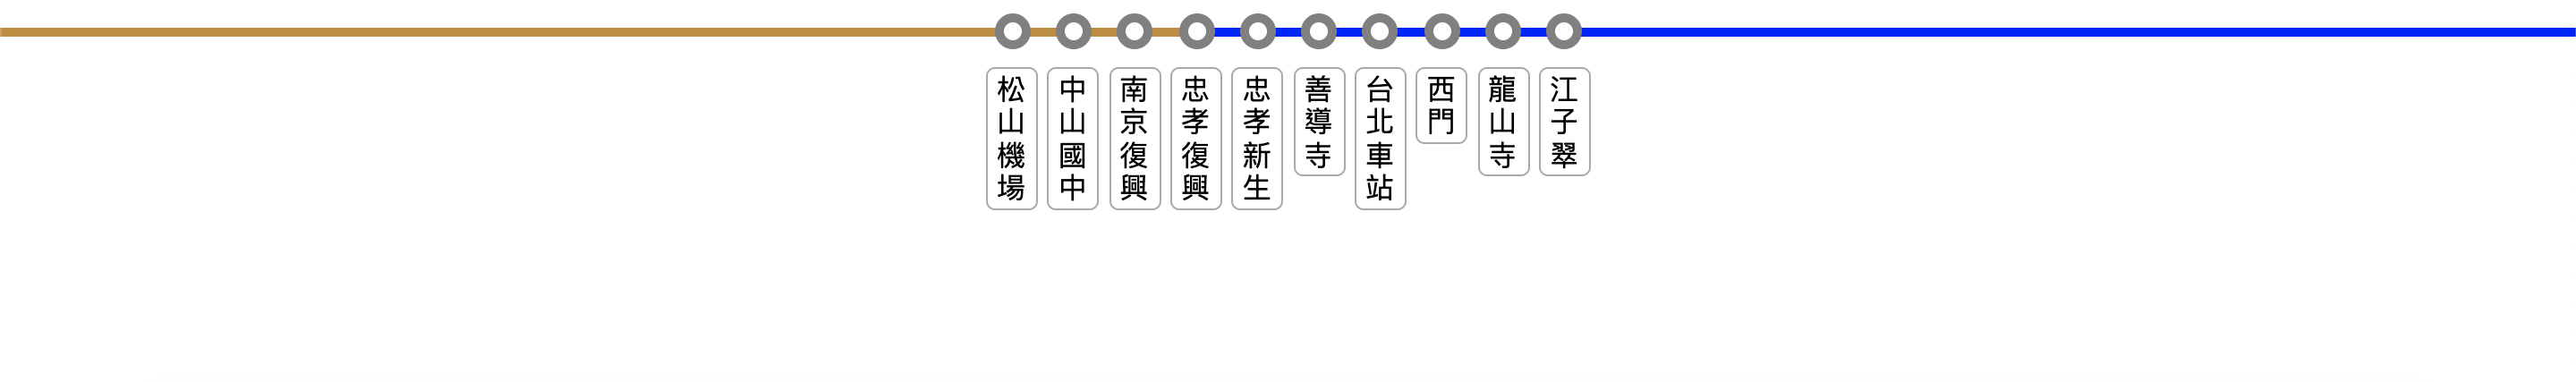 松山機場
中山國中
南京復興
忠孝復興
忠孝新生
善導寺
台北車站
西門
龍山寺
江子翠